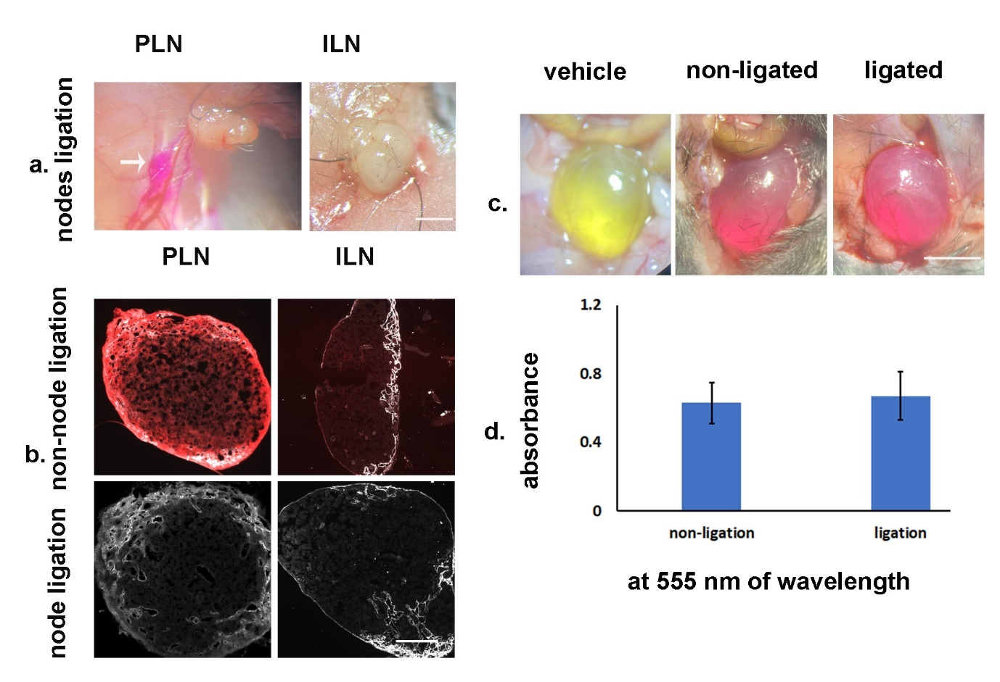 PLN
ILN
a.
nodes ligation
PLN
ILN
b.
non-node ligation
node ligation
vehicle
non-ligated
ligated
c.
d.
absorbance
1.2
0.8
0.4
0
non-ligation
ligation
at 555 nm of wavelength